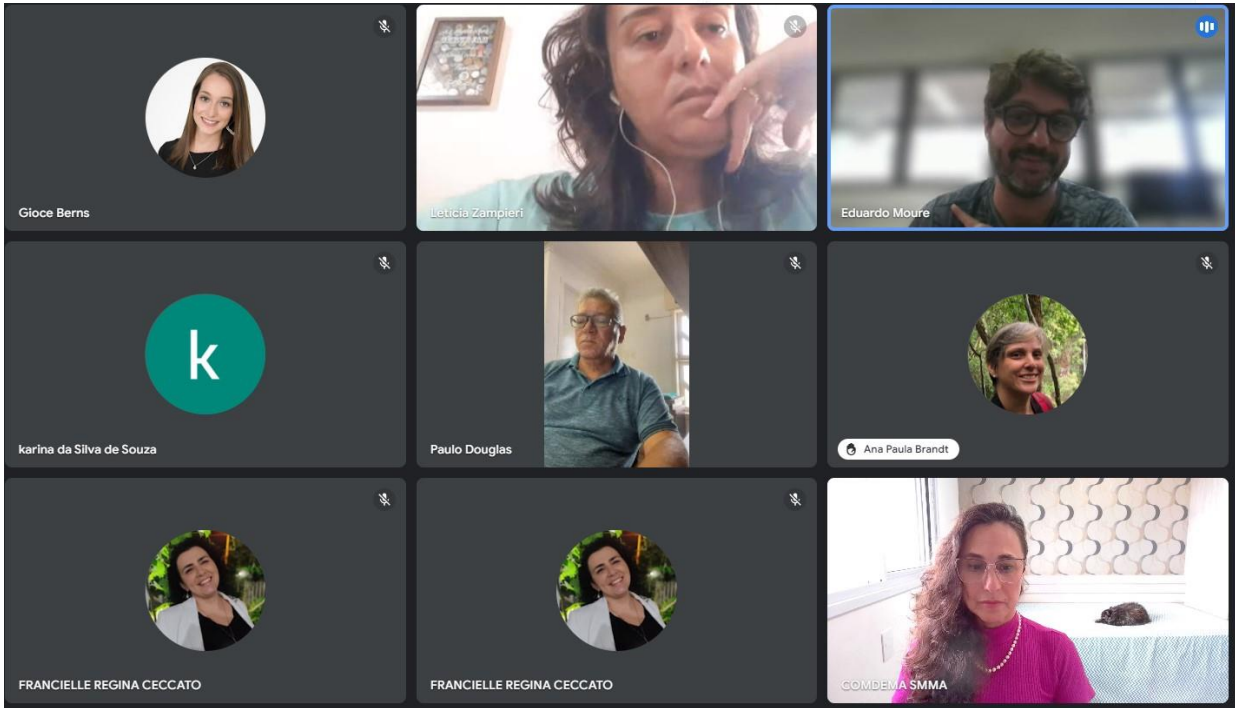 Gioce Berns
Leticia Zampieri
Eduardo Moure
k
karina da Silva de Souza
Paulo Douglas
Ana Paula Brandt
FRANCIELLE REGINA CECCATO
FRANCIELLE REGINA CECCATO
COMDEMA SMMA